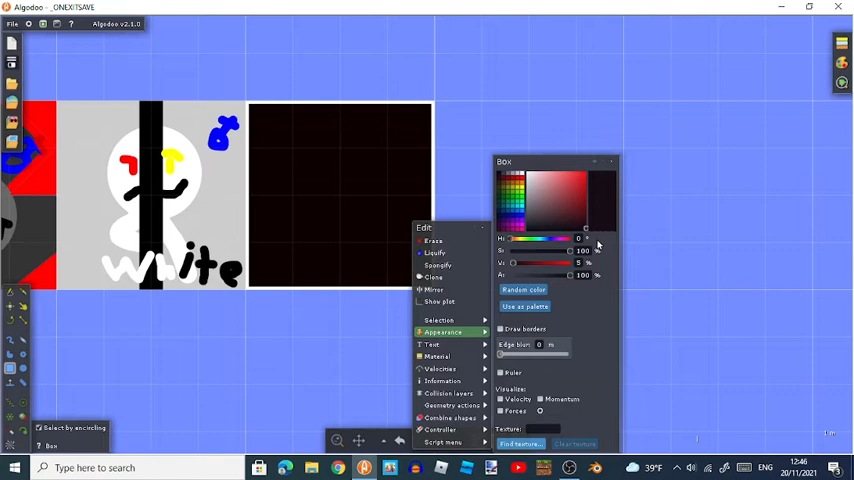 Algodoo - _ONEXITSAVE
File
?
Algodoo v2.1.0
White
Edit
Erase
Liquify
Spongify
Clone
Mirror
Show plot
Selection
Appearance
Text
Material
Velocities
Information
Collision layers
Geometry actions
Combine shapes
Controller
Script menu
Box
H: 0 °
S: 100 %
V: 5 %
A: 100 %
Random color
Use as palette
Draw borders
Edge blur: 0 m
Ruler
Visualize:
Velocity Momentum
Forces
Texture:
Find texture... Clear texture
Select by encircling
? Box
1 m
Type here to search
39°F
ENG
12:46
20/11/2021
3